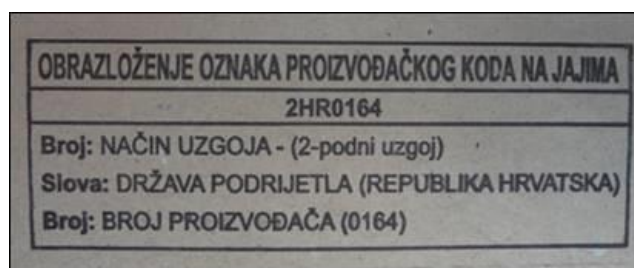 OBRAZLOŽENJE OZNAKA PROIZVOĐAČKOG KODA NA JAJIMA
2HR0164
Broj: NAČIN UZGOJA - (2-podni uzgoj)
Slova: DRŽAVA PODRIJETLA (REPUBLIKA HRVATSKA)
Broj: BROJ PROIZVOĐAČA (0164)